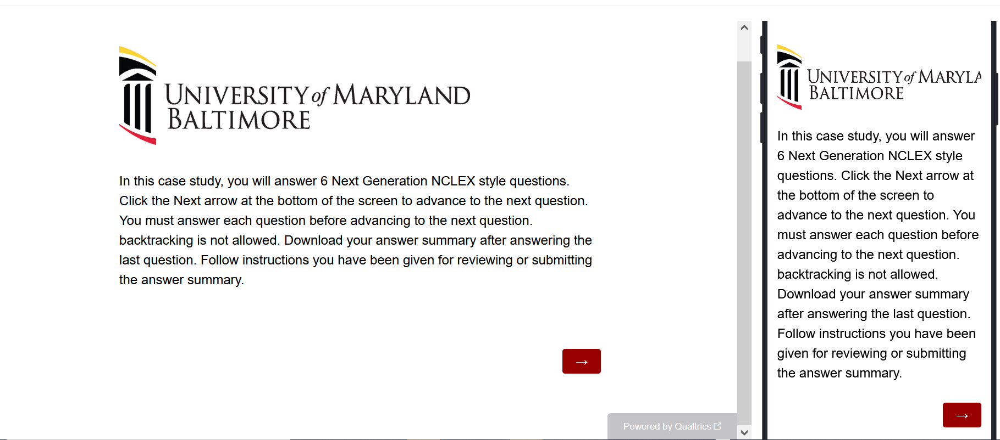 UNIVERSITY of MARYLAND
BALTIMORE
In this case study, you will answer 6 Next Generation NCLEX style questions.
Click the Next arrow at the bottom of the screen to advance to the next question.
You must answer each question before advancing to the next question.
backtracking is not allowed. Download your answer summary after answering the
last question. Follow instructions you have been given for reviewing or submitting
the answer summary.
→
Powered by Qualtrics
UNIVERSITY of MARYLA
BALTIMORE
In this case study, you will answer
6 Next Generation NCLEX style
questions. Click the Next arrow at
the bottom of the screen to
advance to the next question. You
must answer each question before
advancing to the next question.
backtracking is not allowed.
Download your answer summary
after answering the last question.
Follow instructions you have been
given for reviewing or submitting
the answer summary.
→